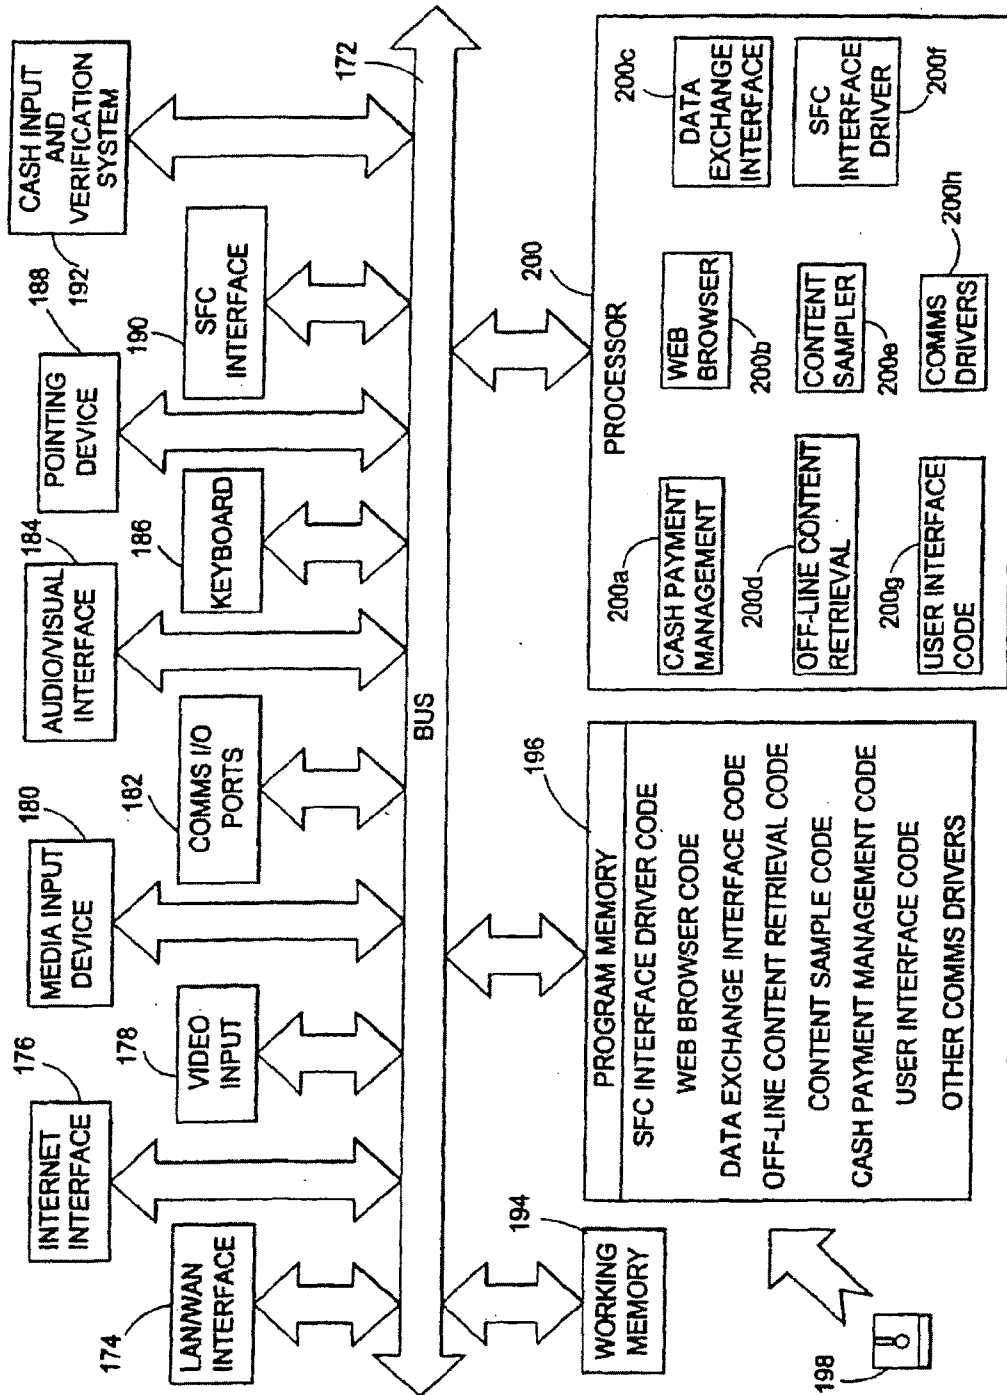 176
INTERNET
INTERFACE
180
MEDIA INPUT
DEVICE
184
AUDIO/VISUAL
INTERFACE
188
POINTING
DEVICE
CASH INPUT
AND
VERIFICATION
SYSTEM
192
174
LAN/WAN
INTERFACE
178
VIDEO
INPUT
182
COMMS I/O
PORTS
186
KEYBOARD
190
SFC
INTERFACE
172
BUS
194
WORKING
MEMORY
198
196
PROGRAM MEMORY
SFC INTERFACE DRIVER CODE
WEB BROWSER CODE
DATA EXCHANGE INTERFACE CODE
OFF-LINE CONTENT RETRIEVAL CODE
CONTENT SAMPLE CODE
CASH PAYMENT MANAGEMENT CODE
USER INTERFACE CODE
OTHER COMMS DRIVERS
200
PROCESSOR
200a
CASH PAYMENT
MANAGEMENT
WEB
BROWSER
200b
200c
DATA
EXCHANGE
INTERFACE
200d
OFF-LINE CONTENT
RETRIEVAL
CONTENT
SAMPLER
200e
SFC
INTERFACE
DRIVER
200f
200g
USER INTERFACE
CODE
COMMS
DRIVERS
200h